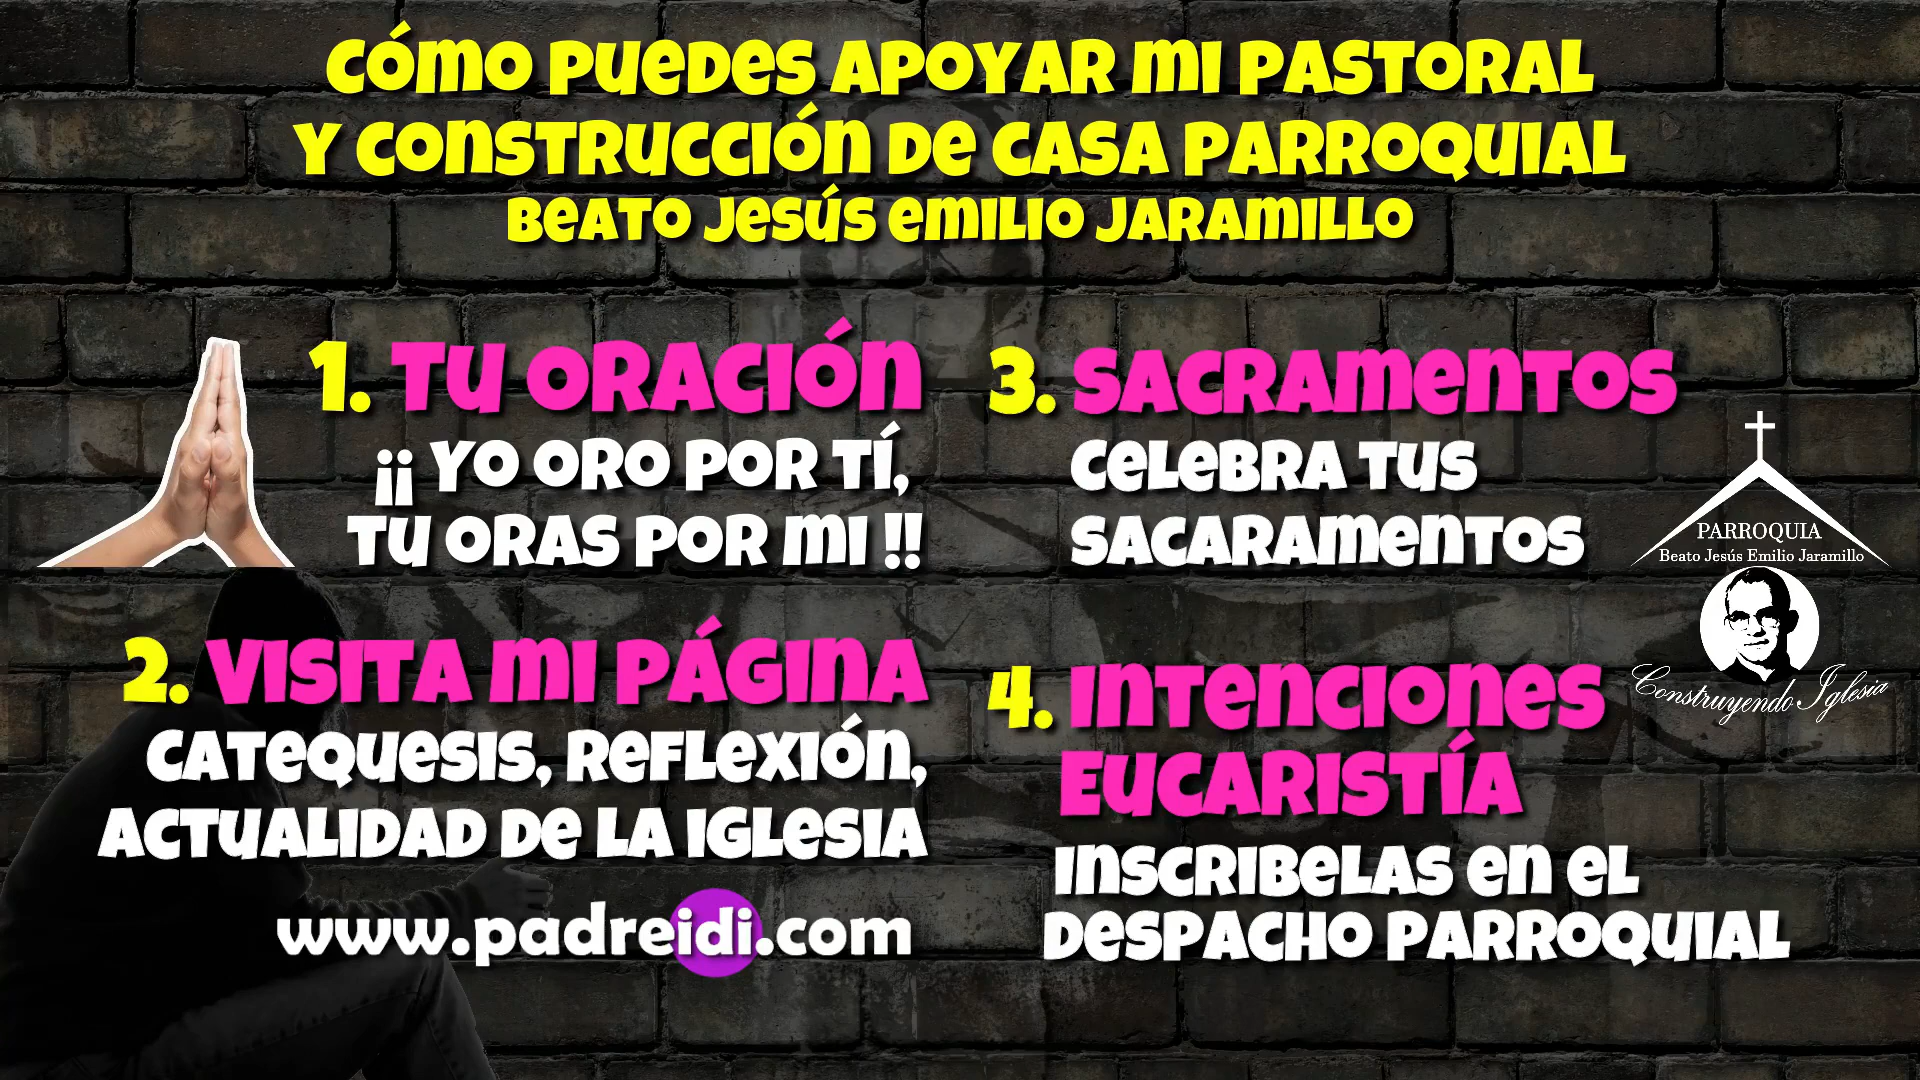 CÓMO PUEDES APOYAR MI PASTORAL
Y CONSTRUCCIÓN DE CASA PARROQUIAL
BEATO JESÚS EMILIO JARAMILLO
1. TU ORACIÓN
¡¡ YO ORO POR TÍ,
TU ORAS POR MI !!
2. VISITA MI PÁGINA
CATEQUESIS, REFLEXIÓN,
ACTUALIDAD DE LA IGLESIA
www.padreidi.com
3. SACRAMENTOS
CELEBRA TUS
SACARAMENTOS
4. INTENCIONES
EUCARISTÍA
INSCRIBELAS EN EL
DESPACHO PARROQUIAL
PARROQUIA
Beato Jesús Emilio Jaramillo
Construyendo Iglesia